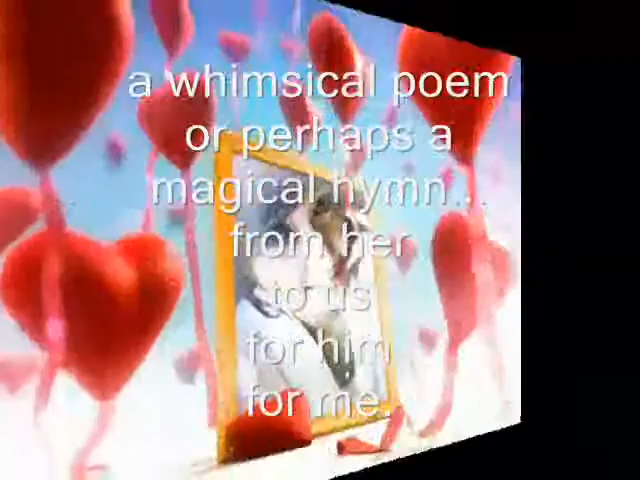 a whimsical poem
or perhaps a
magical hymn...
from her
to us
for him
for me.